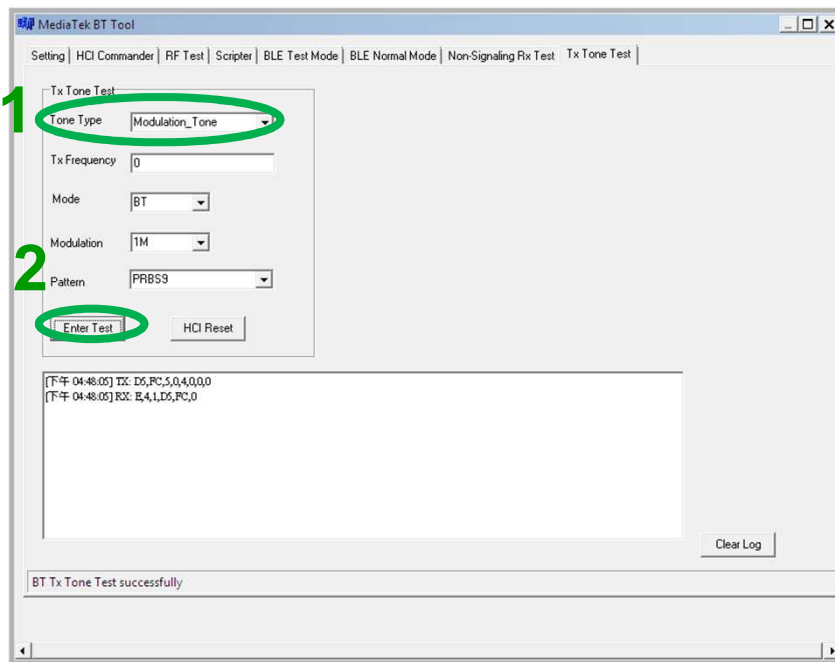 MediaTek BT Tool
Setting HCI Commander RF Test Scripter BLE Test Mode BLE Normal Mode Non-Signaling Rx Test Tx Tone Test
1
Tx Tone Test
Tone Type Modulation_Tone
Tx Frequency 0
Mode BT
Modulation 1M
2
Pattern PRBS9
Enter Test HCI Reset
[下午 04:48:05] TX: D5,FC,5,0,4,0,0,0
[下午 04:48:05] RX: E,4,1,D5,FC,0
Clear Log
BT Tx Tone Test successfully